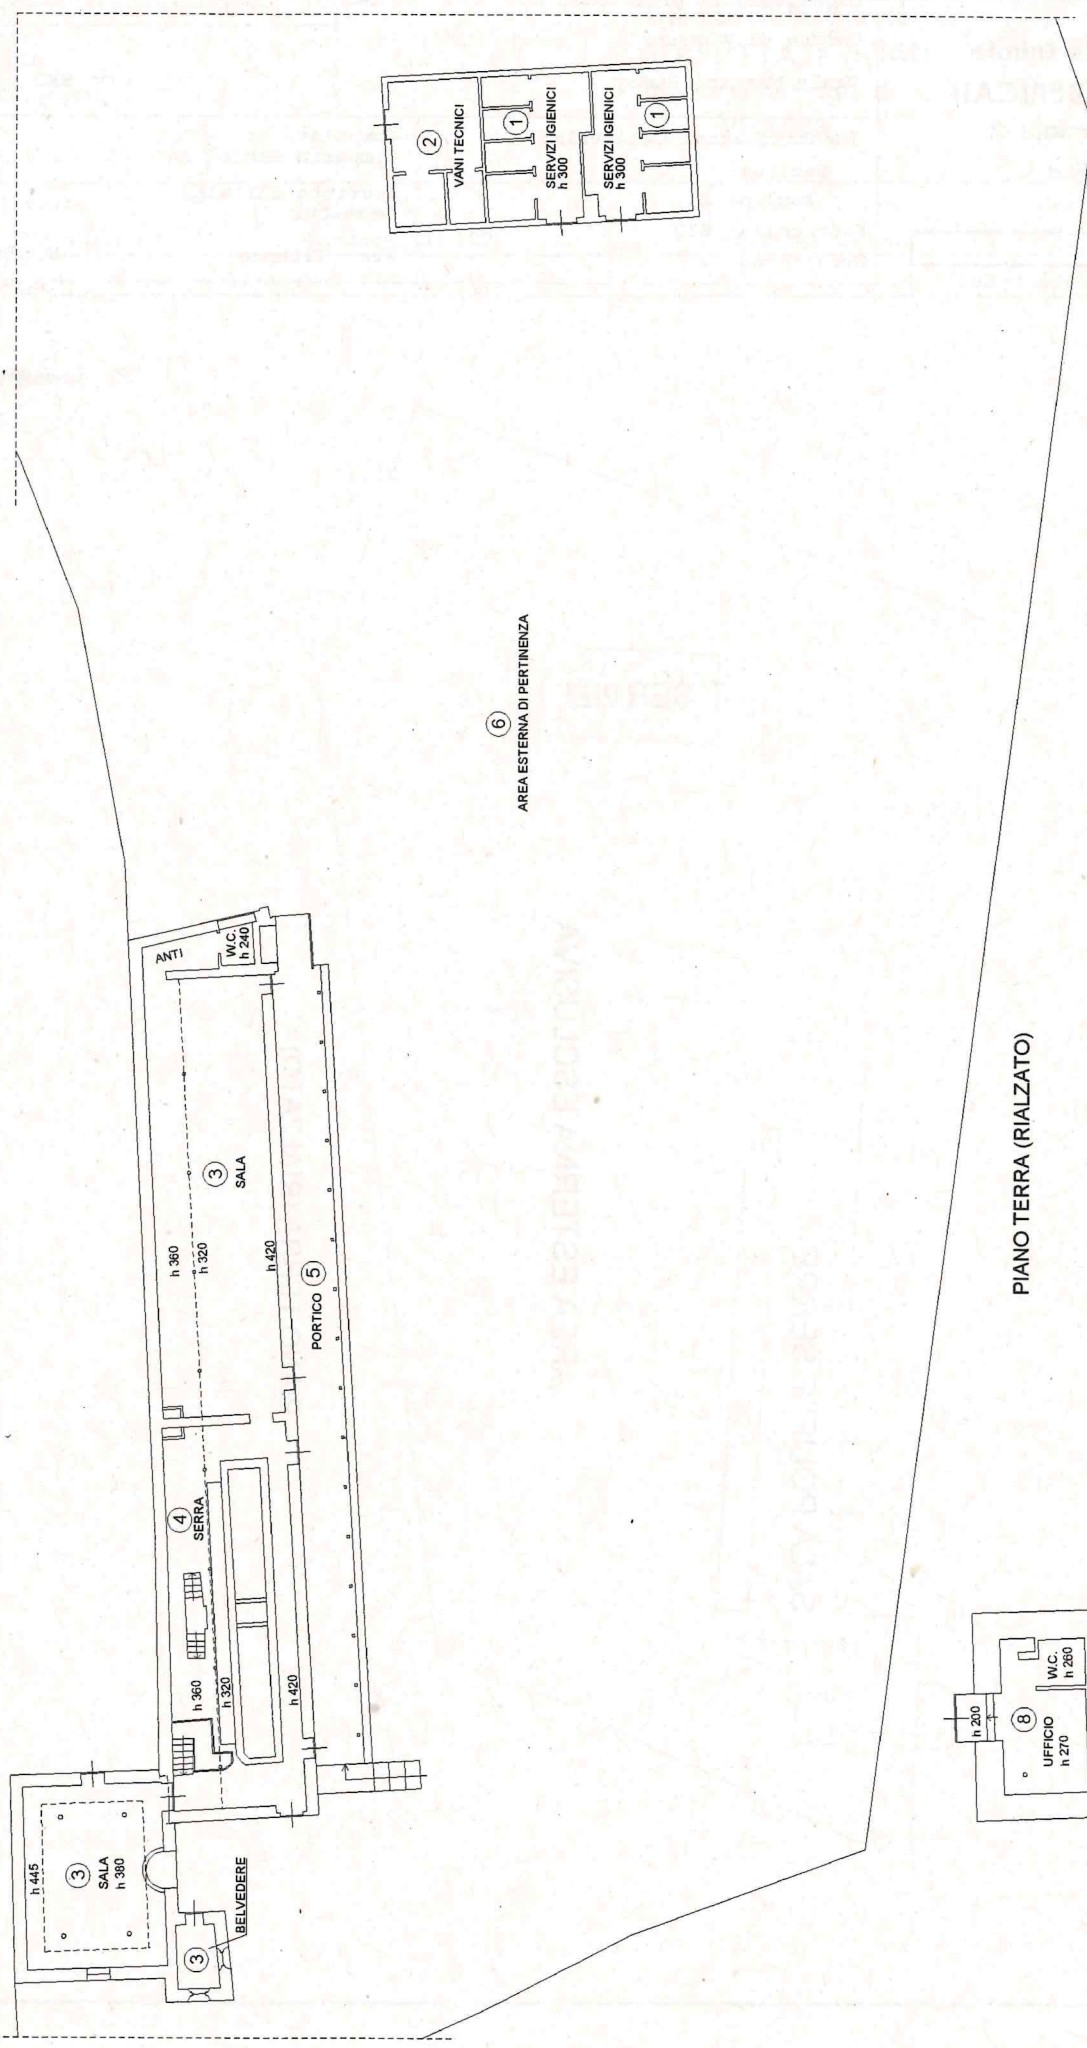 2
VANI TECNICI
1
SERVIZI IGIENICI
h 300
SERVIZI IGIENICI
h 300
1
6
AREA ESTERNA DI PERTINENZA
ANTI
W.C.
h 240
3
SALA
h 360
h 320
h 420
PORTICO 5
4
SERRA
h 360
h 320
h 420
h 445
3
SALA
h 380
3
BELVEDERE
PIANO TERRA (RIALZATO)
h 200
8
UFFICIO
h 270
W.C.
h 260